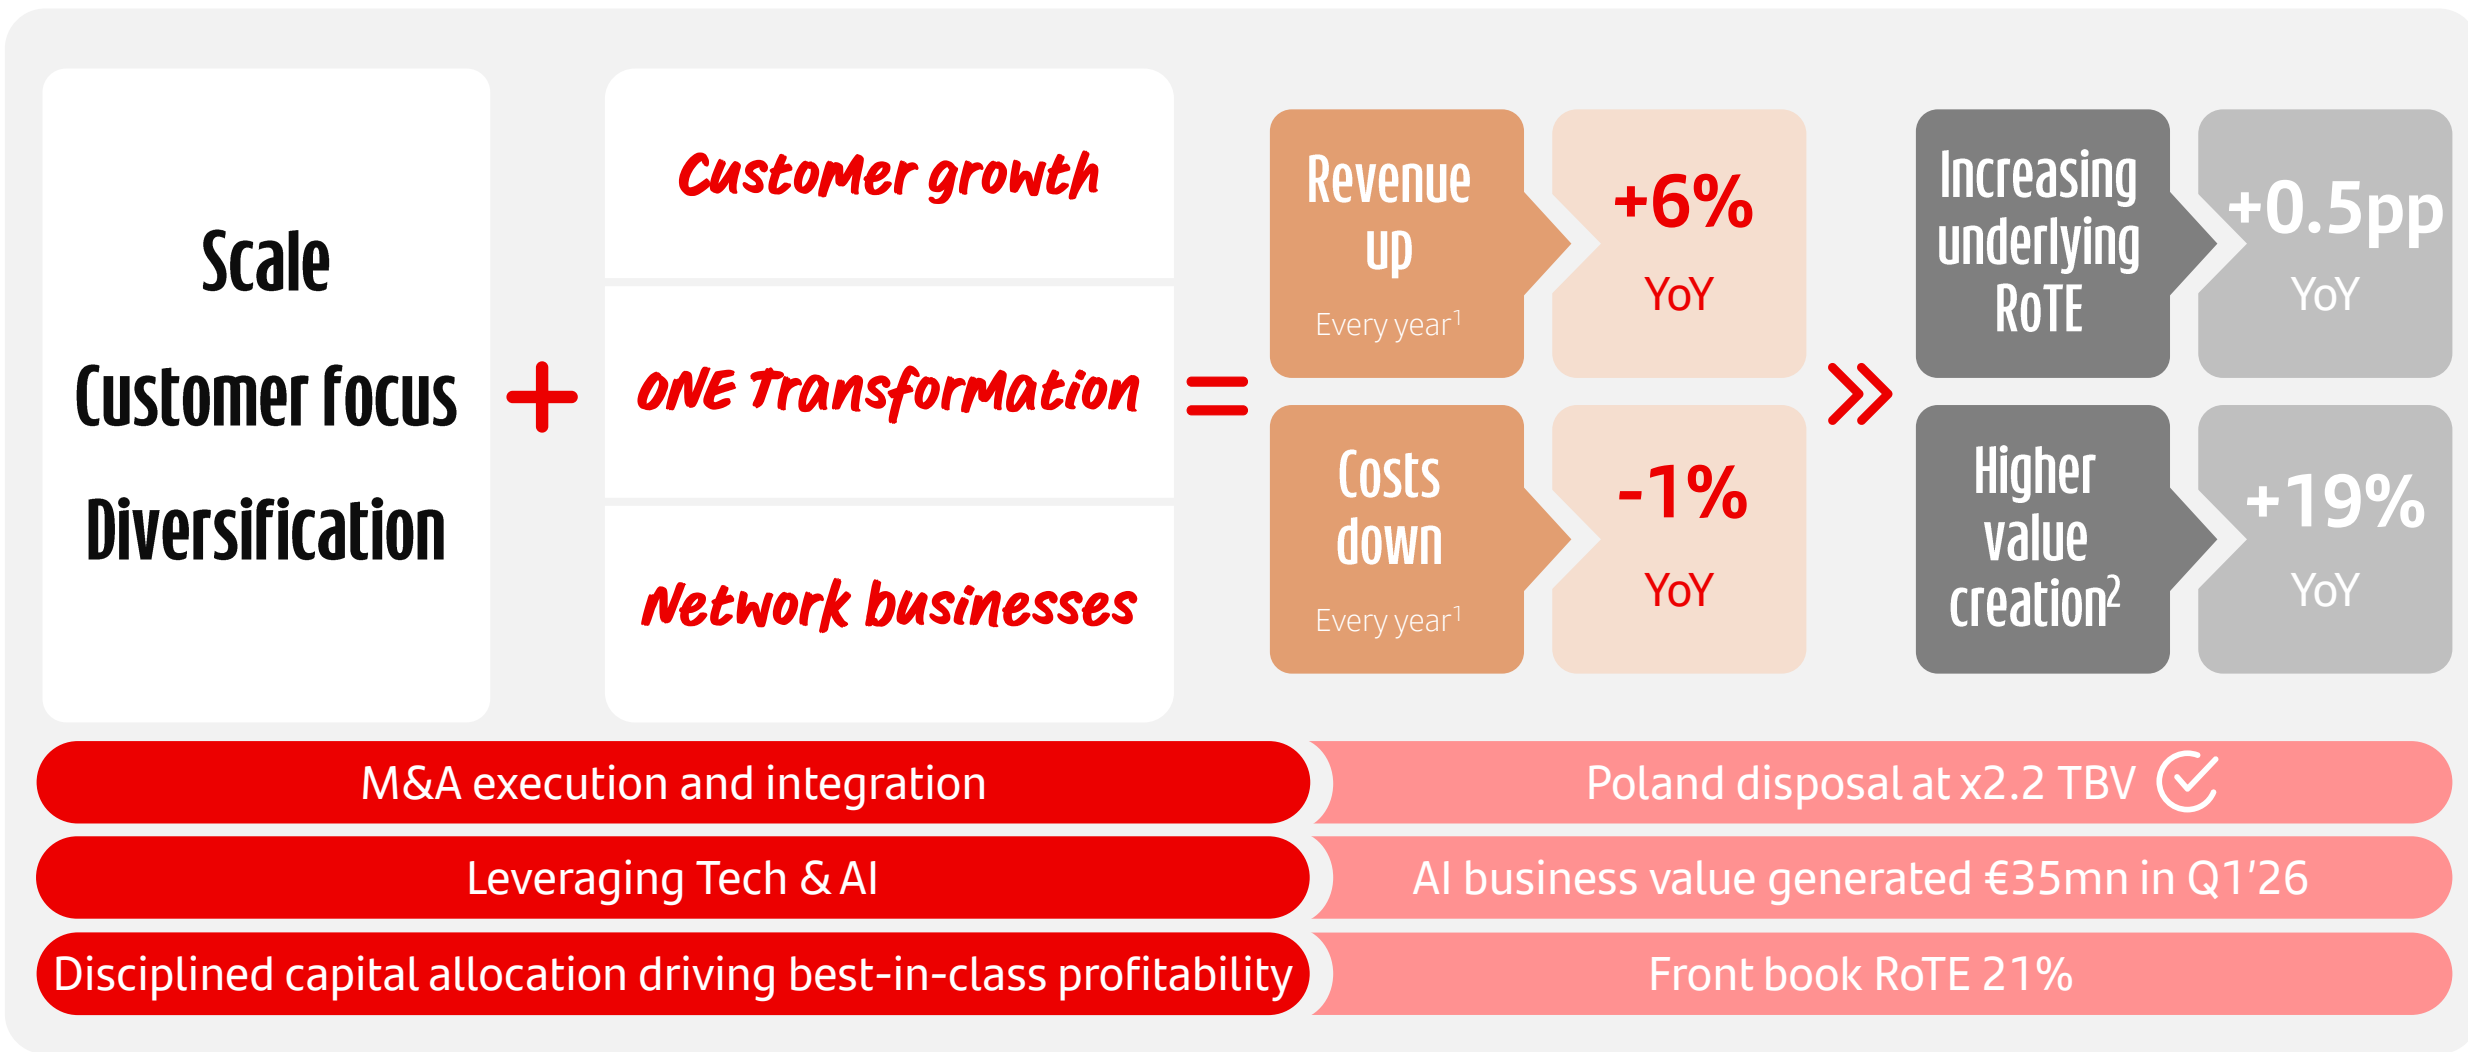 Scale
Customer focus
Diversification
+
Customer growth
ONE Transformation
Network businesses
=
Revenue
up
Every year¹
+6%
YoY
Costs
down
Every year¹
-1%
YoY
Increasing
underlying
RoTE
+0.5pp
YoY
Higher
value
creation²
+19%
YoY
M&A execution and integration
Poland disposal at x2.2 TBV
Leveraging Tech & AI
AI business value generated €35mn in Q1'26
Disciplined capital allocation driving best-in-class profitability
Front book RoTE 21%